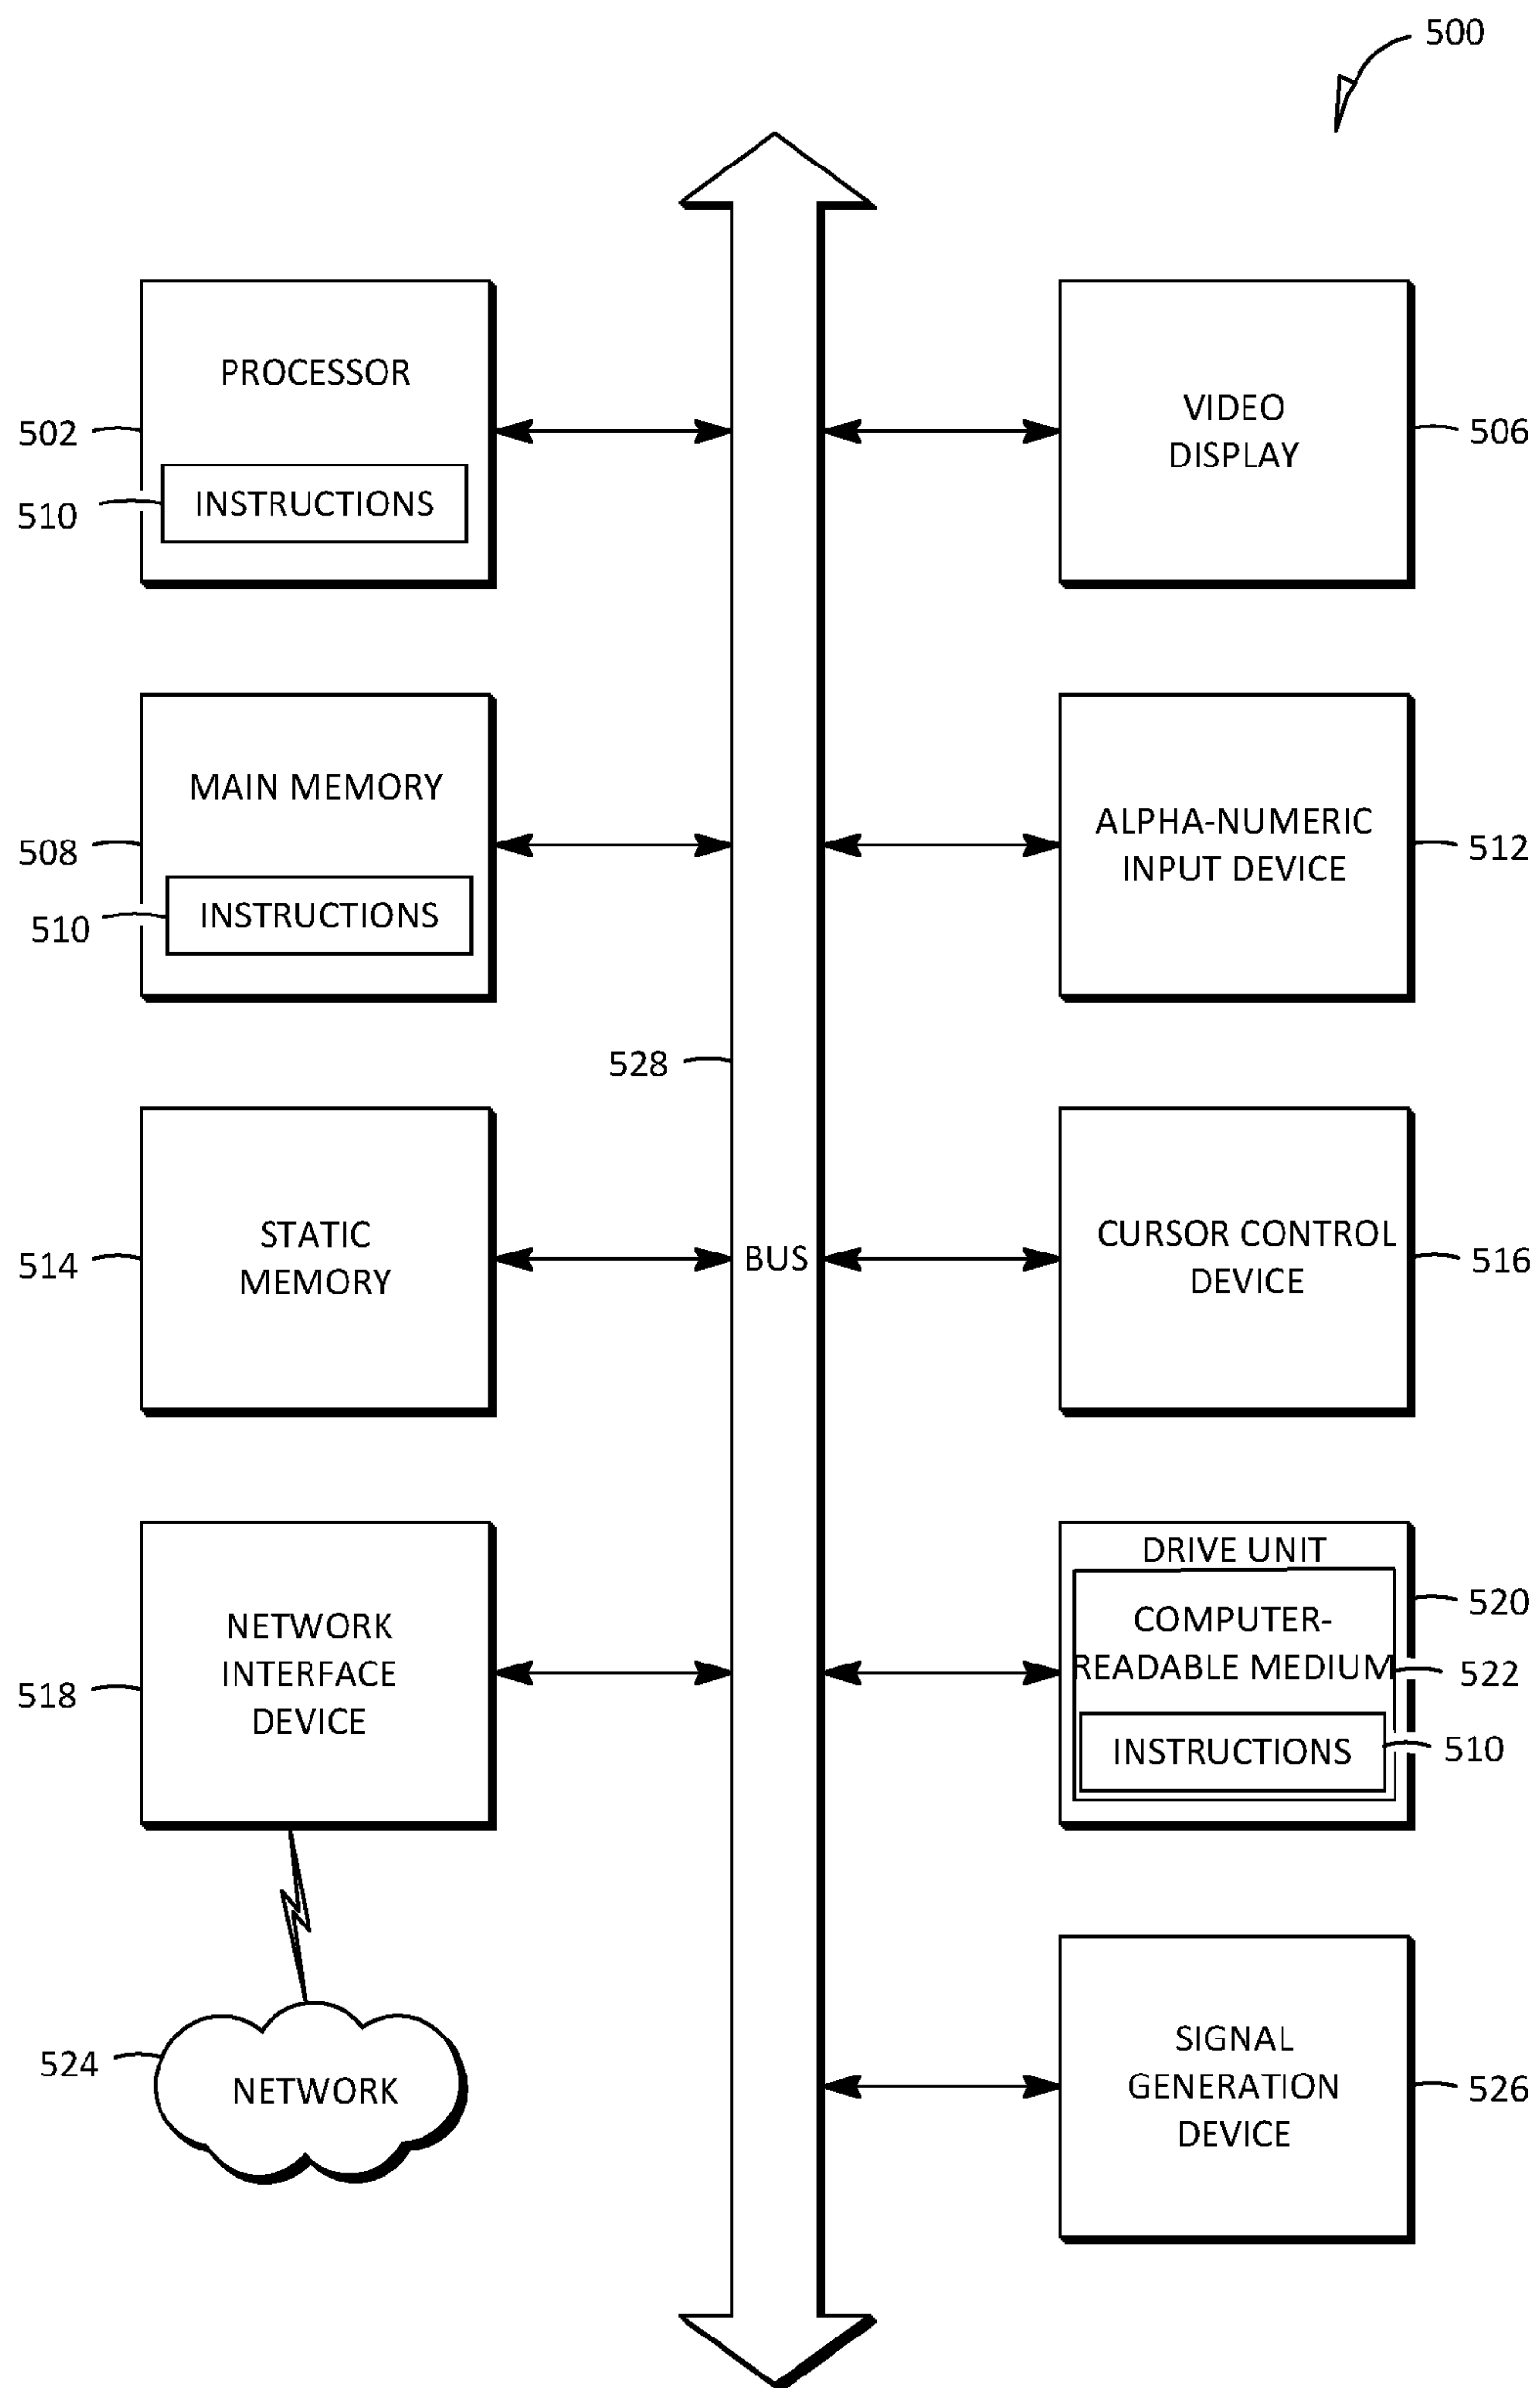 500
PROCESSOR
502
510
INSTRUCTIONS
VIDEO
DISPLAY
506
MAIN MEMORY
508
510
INSTRUCTIONS
ALPHA-NUMERIC
INPUT DEVICE
512
528
STATIC
MEMORY
514
BUS
CURSOR CONTROL
DEVICE
516
NETWORK
INTERFACE
DEVICE
518
DRIVE UNIT
520
COMPUTER-
READABLE MEDIUM
522
INSTRUCTIONS
510
524
NETWORK
SIGNAL
GENERATION
DEVICE
526